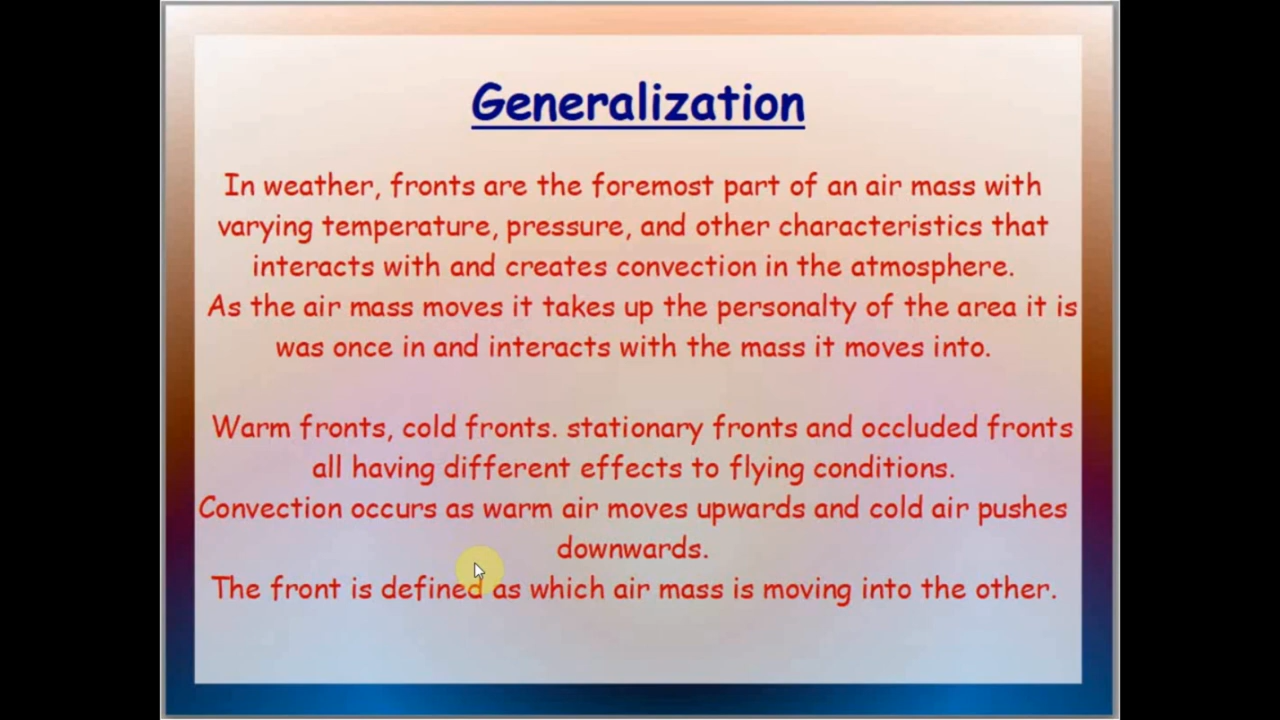 Generalization
In weather, fronts are the foremost part of an air mass with
varying temperature, pressure, and other characteristics that
interacts with and creates convection in the atmosphere.
As the air mass moves it takes up the personalty of the area it is
was once in and interacts with the mass it moves into.
Warm fronts, cold fronts. stationary fronts and occluded fronts
all having different effects to flying conditions.
Convection occurs as warm air moves upwards and cold air pushes
downwards.
The front is defined as which air mass is moving into the other.